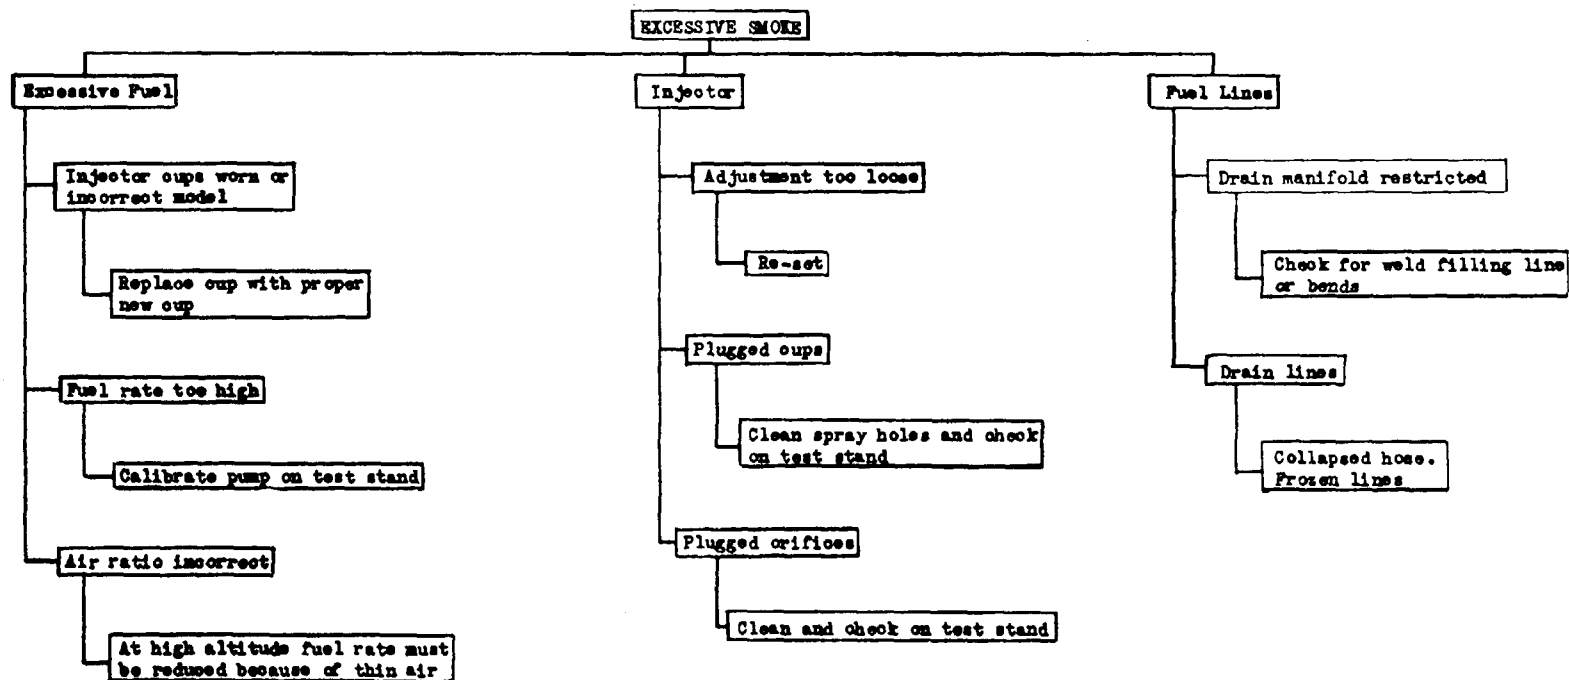 EXCESSIVE SMOKE
Excessive Fuel
Injector cups worn or
incorrect model
Replace cup with proper
new cup
Fuel rate too high
Calibrate pump on test stand
Air ratio incorrect
At high altitude fuel rate must
be reduced because of thin air
Injector
Adjustment too loose
Re-set
Plugged cups
Clean spray holes and check
on test stand
Plugged orifices
Clean and check on test stand
Fuel Lines
Drain manifold restricted
Check for weld filling line
or bends
Drain lines
Collapsed hose.
Frozen lines